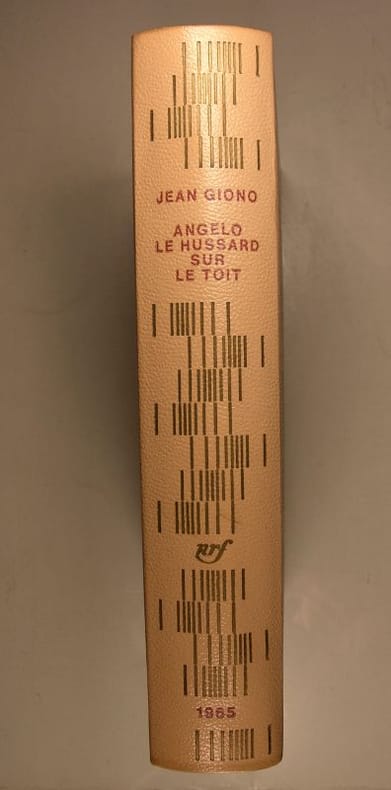 JEAN GIONO
ANGELO
LE HUSSARD
SUR
LE TOIT
nrf
1965